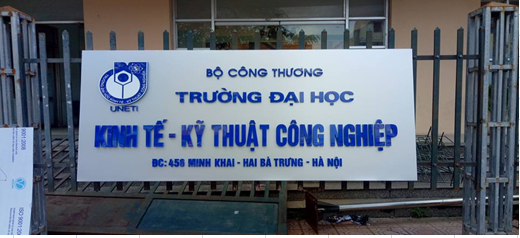 BỘ CÔNG THƯƠNG
TRƯỜNG ĐẠI HỌC
KINH TẾ - KỸ THUẬT CÔNG NGHIỆP
ĐC: 456 MINH KHAI - HAI BÀ TRƯNG - HÀ NỘI
UNETI